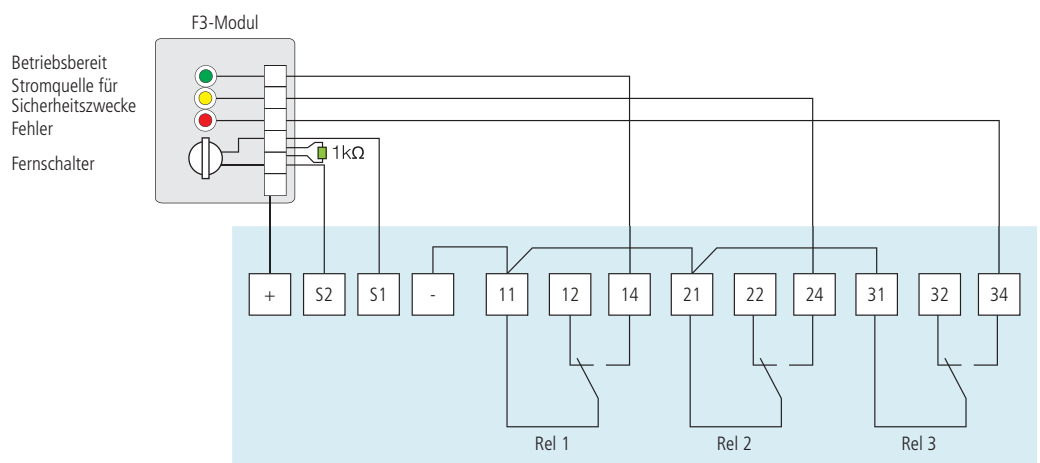 F3-Modul
Betriebsbereit
Stromquelle für
Sicherheitszwecke
Fehler
Fernschalter
1kΩ
+ S2 S1 - 11 12 14 21 22 24 31 32 34
Rel 1 Rel 2 Rel 3